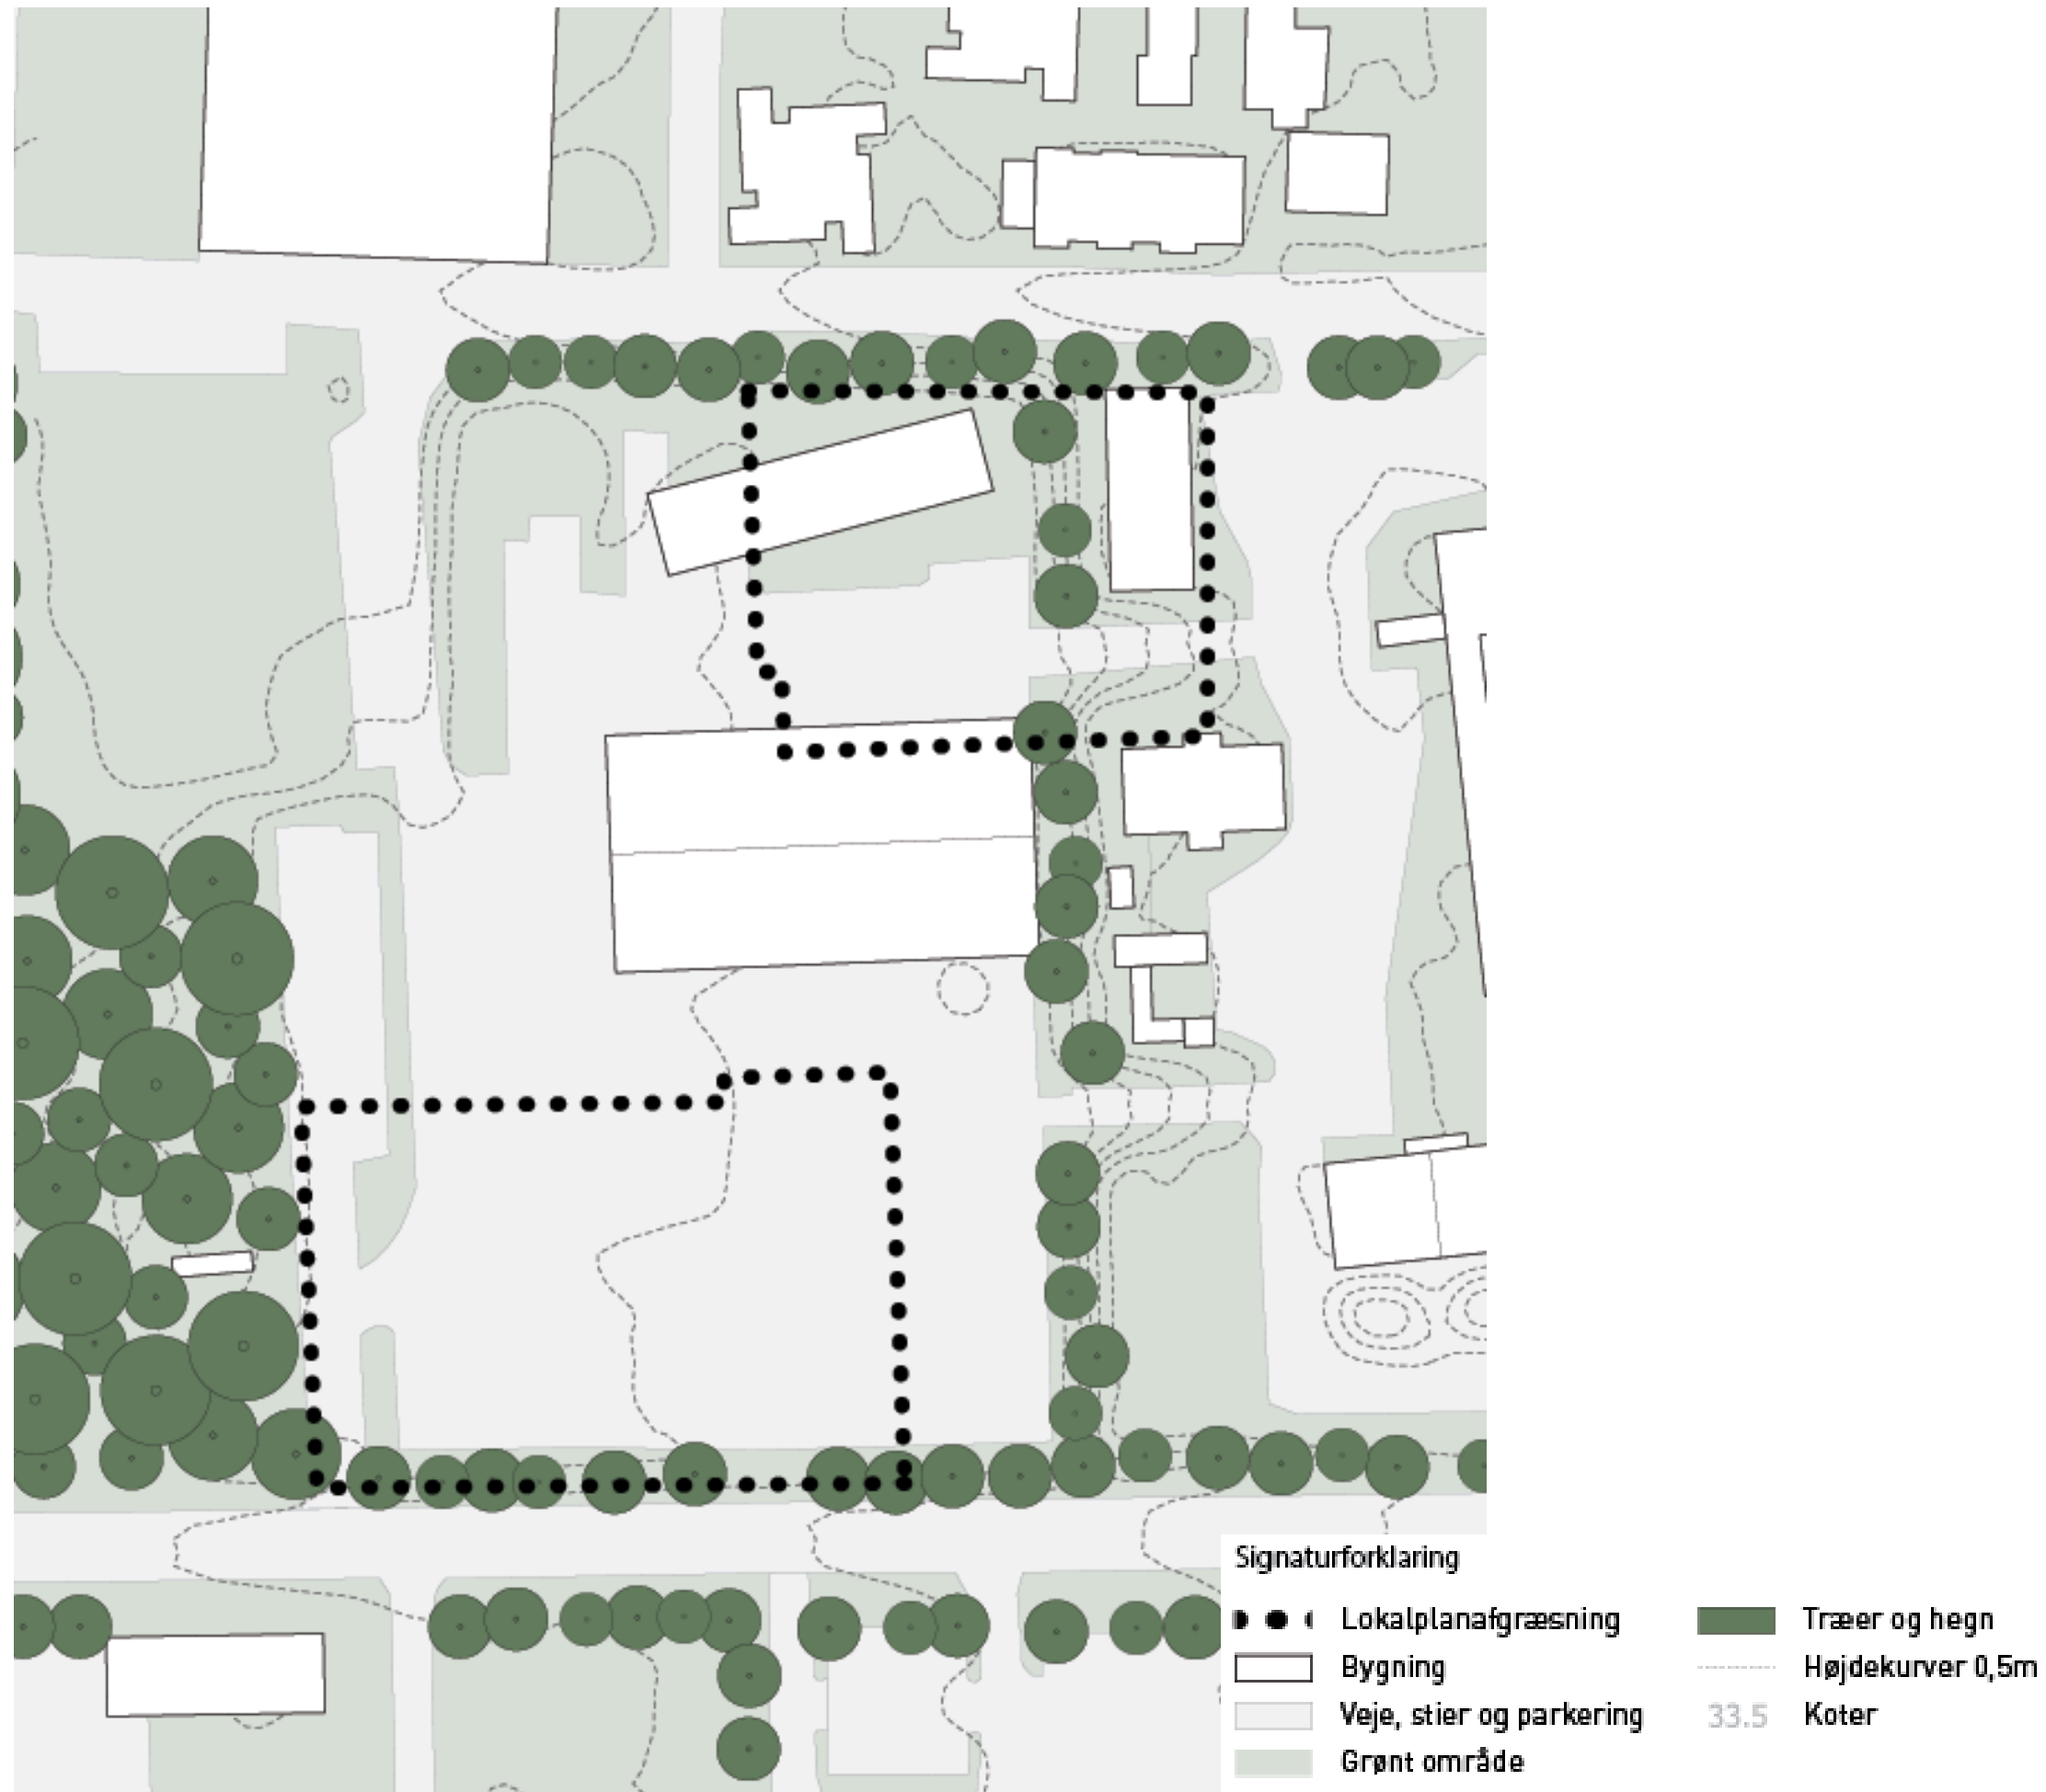 Signaturforklaring
Lokalplanafgræsning
Bygning
Veje, stier og parkering
Grønt område
Træer og hegn
Højdekurver 0,5m
33.5 Koter